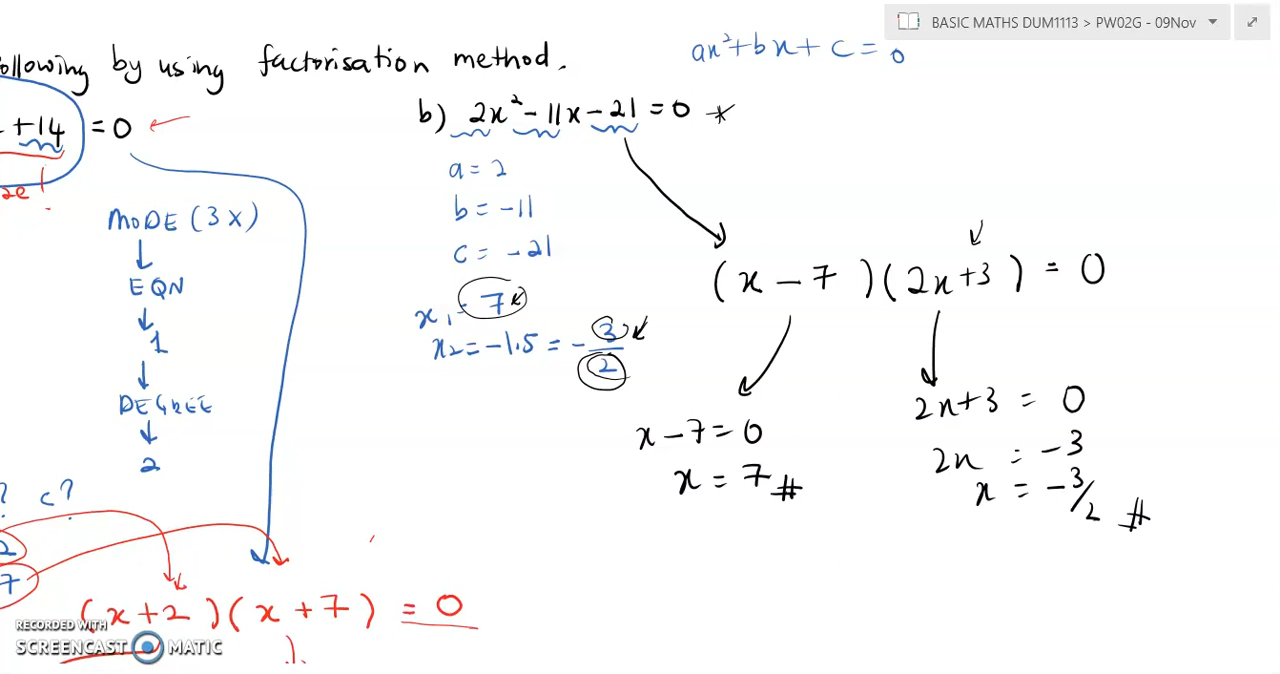 BASIC MATHS DUM1113 > PW02G - 09Nov
ollowing by using factorisation method.
ax²+bx+c=0
+14 =0
b) 2x²-11x-21=0 *
a=2
b=-11
c=-21
x₁=7
x₂=-1.5=-3/2
MODE (3X)
↓
EQN
↓
1
↓
DEGREE
↓
2
(x-7)(2x+3)=0
x-7=0
x=7#
2x+3=0
2x=-3
x=-3/2 #
? c?
2
7
(x+2)(x+7)=0
RECORDED WITH
SCREENCAST MATIC